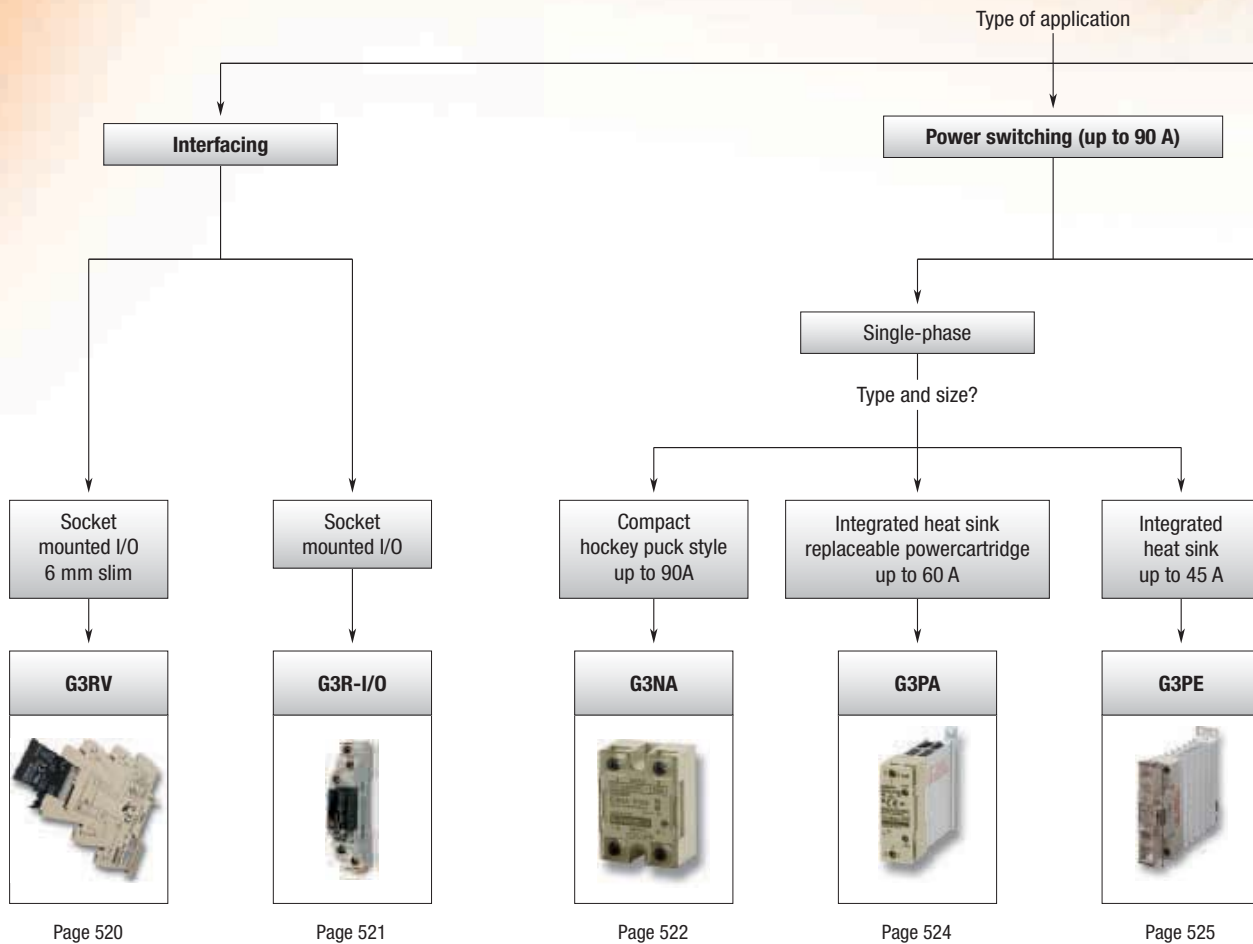 Type of application
Interfacing
Power switching (up to 90 A)
Single-phase
Type and size?
Socket
mounted I/O
6 mm slim
Socket
mounted I/O
Compact
hockey puck style
up to 90A
Integrated heat sink
replaceable powercartridge
up to 60 A
Integrated
heat sink
up to 45 A
G3RV
G3R-I/O
G3NA
G3PA
G3PE
Page 520
Page 521
Page 522
Page 524
Page 525